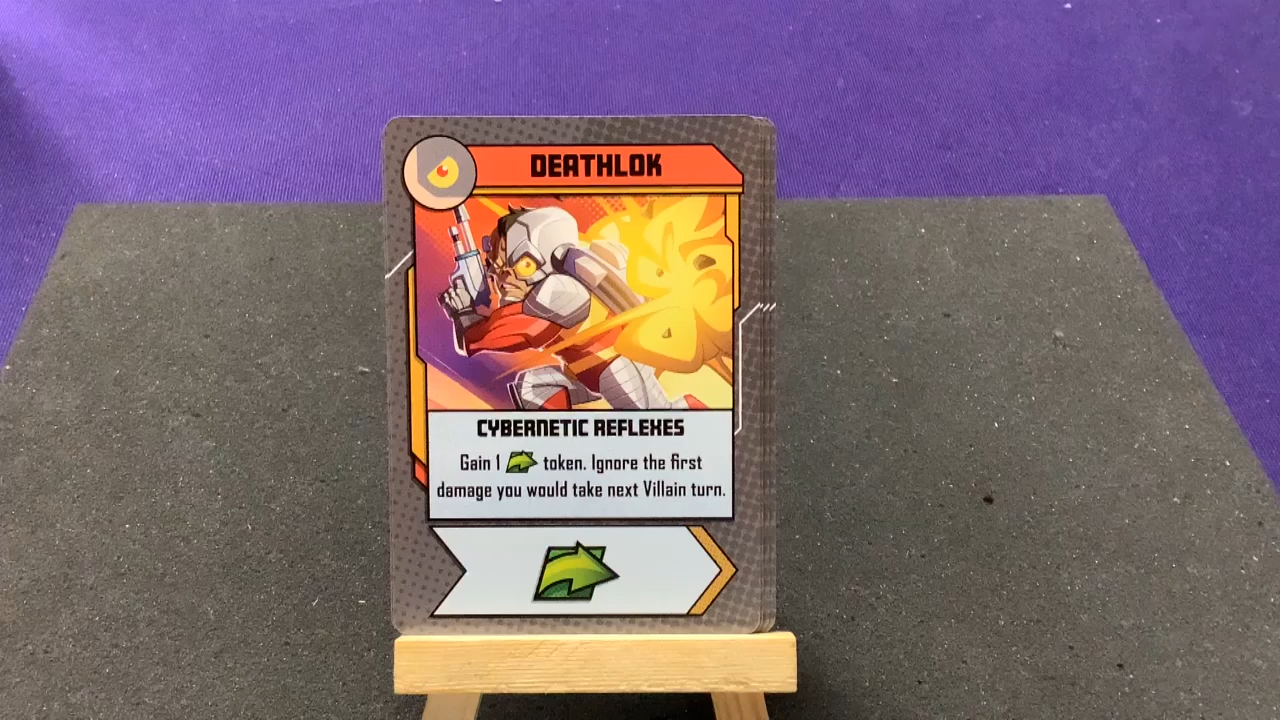 DEATHLOK
CYBERNETIC REFLEXES
Gain 1 token. Ignore the first
damage you would take next Villain turn.